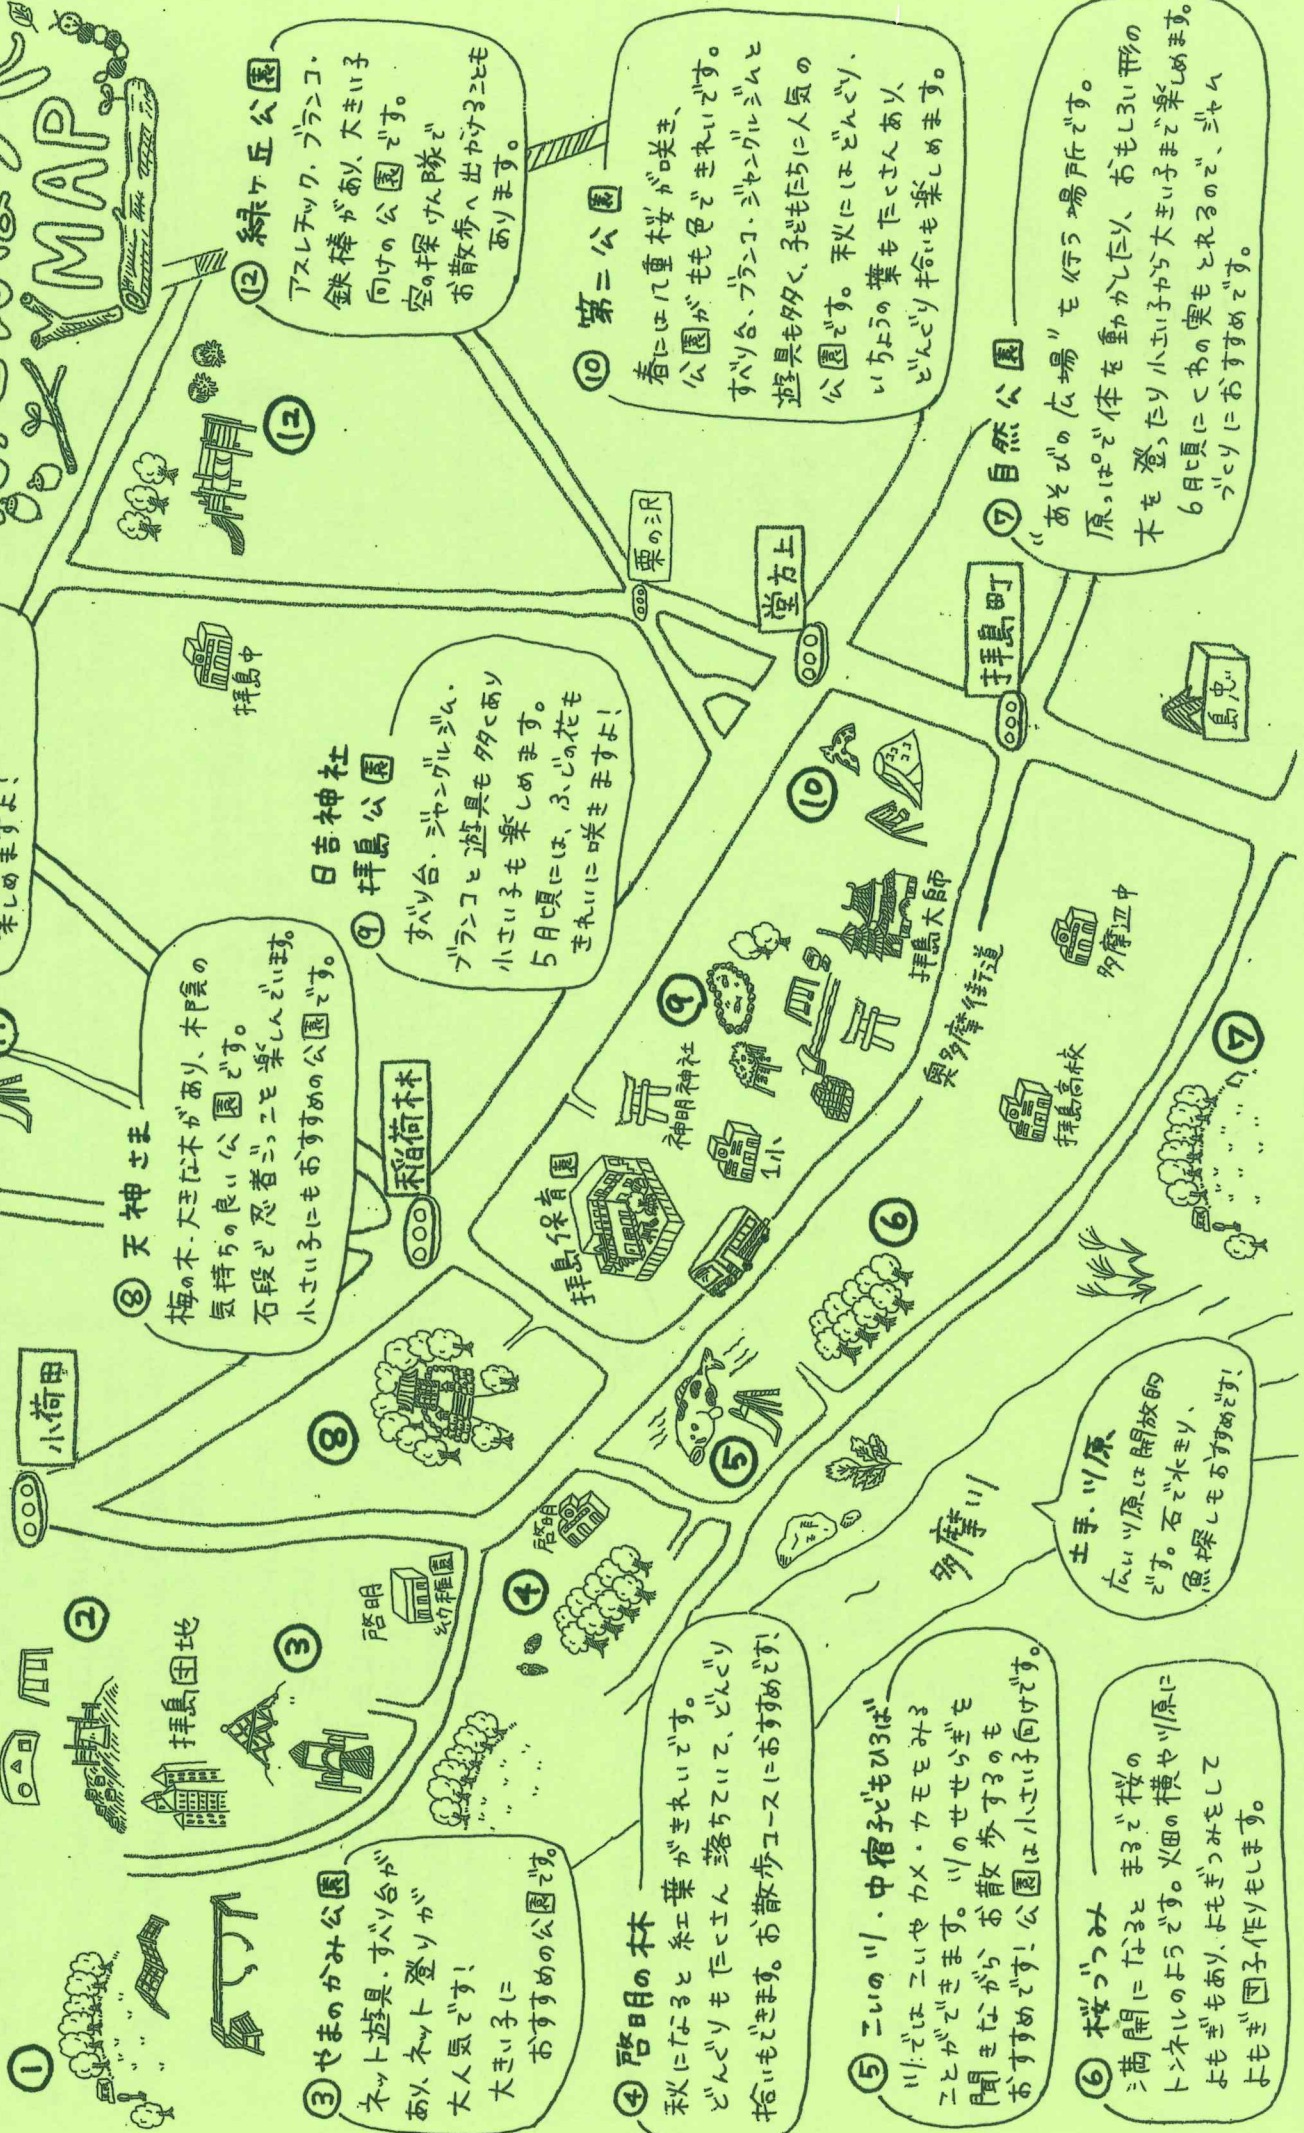 MAP
楽しめますよ！
⑫ 緑ヶ丘公園
アスレチック、ブランコ・
鉄棒があり、大きい子
向けの公園です。
空の探けん隊で
お散歩へ出かけることも
あります。
⑩ 第二公園
春には八重桜が咲き、
公園がもも色できれいです。
すべり台、ブランコ・ジャングルジムと
遊具も多く、子どもたちに人気の
公園です。秋にはどんぐり、
いちょうの葉もたくさんあり、
どんぐり拾いも楽しめます。
⑦ 自然公園
“あそびの広場”を行う場所です。
原っぱで体を動かしたり、おもしろい形の
木を登ったり小さい子から大きい子まで楽しめます。
6月頃にくわの実もとれるので、ジャム
づくりにおすすめです。
日吉神社
⑨ 拝島公園
すべり台・ジャングルジム・
ブランコと遊具も多くあり
小さい子も楽しめます。
5月頃には、ふじの花も
きれいに咲きますよ！
⑧ 天神さま
梅の木・大きな木があり、木陰の
気持ちの良い公園です。
石段で忍者ごっこを楽しんでいます。
小さい子にもおすすめの公園です。
③ やまのかみ公園
ネット遊具・すべり台が
あり、ネット登りが
大人気です！
大きい子に
おすすめの公園です。
④ 啓明の林
秋になると紅葉がきれいです。
どんぐりもたくさん落ちていて、どんぐり
拾いもできます。お散歩コースにおすすめです！
⑤ こいの川・中宿子どもひろば
川ではこいやカメ・カモをみる
ことができます。川のせせらぎを
聞きながらお散歩するのも
おすすめです！公園は小さい子向けです。
⑥ 桜づつみ
満開になるとまるで桜の
トンネルのようです。畑の横や川原に
よもぎもあり、よもぎつみをして
よもぎ団子作りもします。
土手・川原
広い川原は開放的
です。石で水きり、
魚探しもおすすめです！
①
②
拝島団地
③
啓明
幼稚園
小荷田
④
啓明
⑧
稲荷林
⑤
多摩川
⑥
拝島保育園
神明神社
1小
⑨
拝島大師
奥多摩街道
⑩
拝島中
⑫
栗の沢
堂方上
拝島町
島忠
多摩辺中
拝島高校
⑦